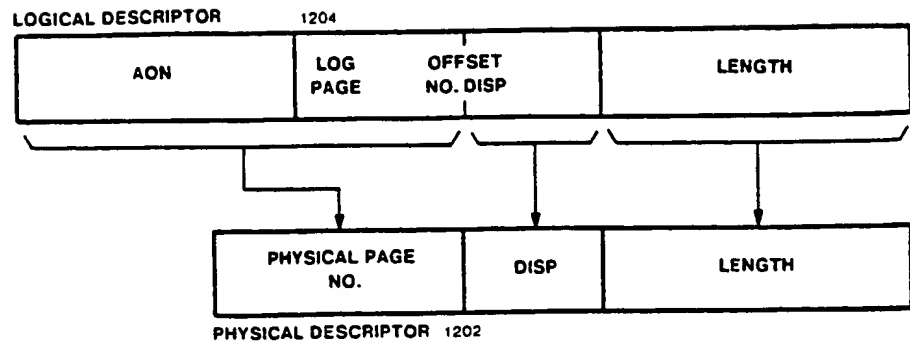 LOGICAL DESCRIPTOR 1204
AON
LOG PAGE
OFFSET
NO. DISP
LENGTH
PHYSICAL PAGE
NO.
DISP
LENGTH
PHYSICAL DESCRIPTOR 1202